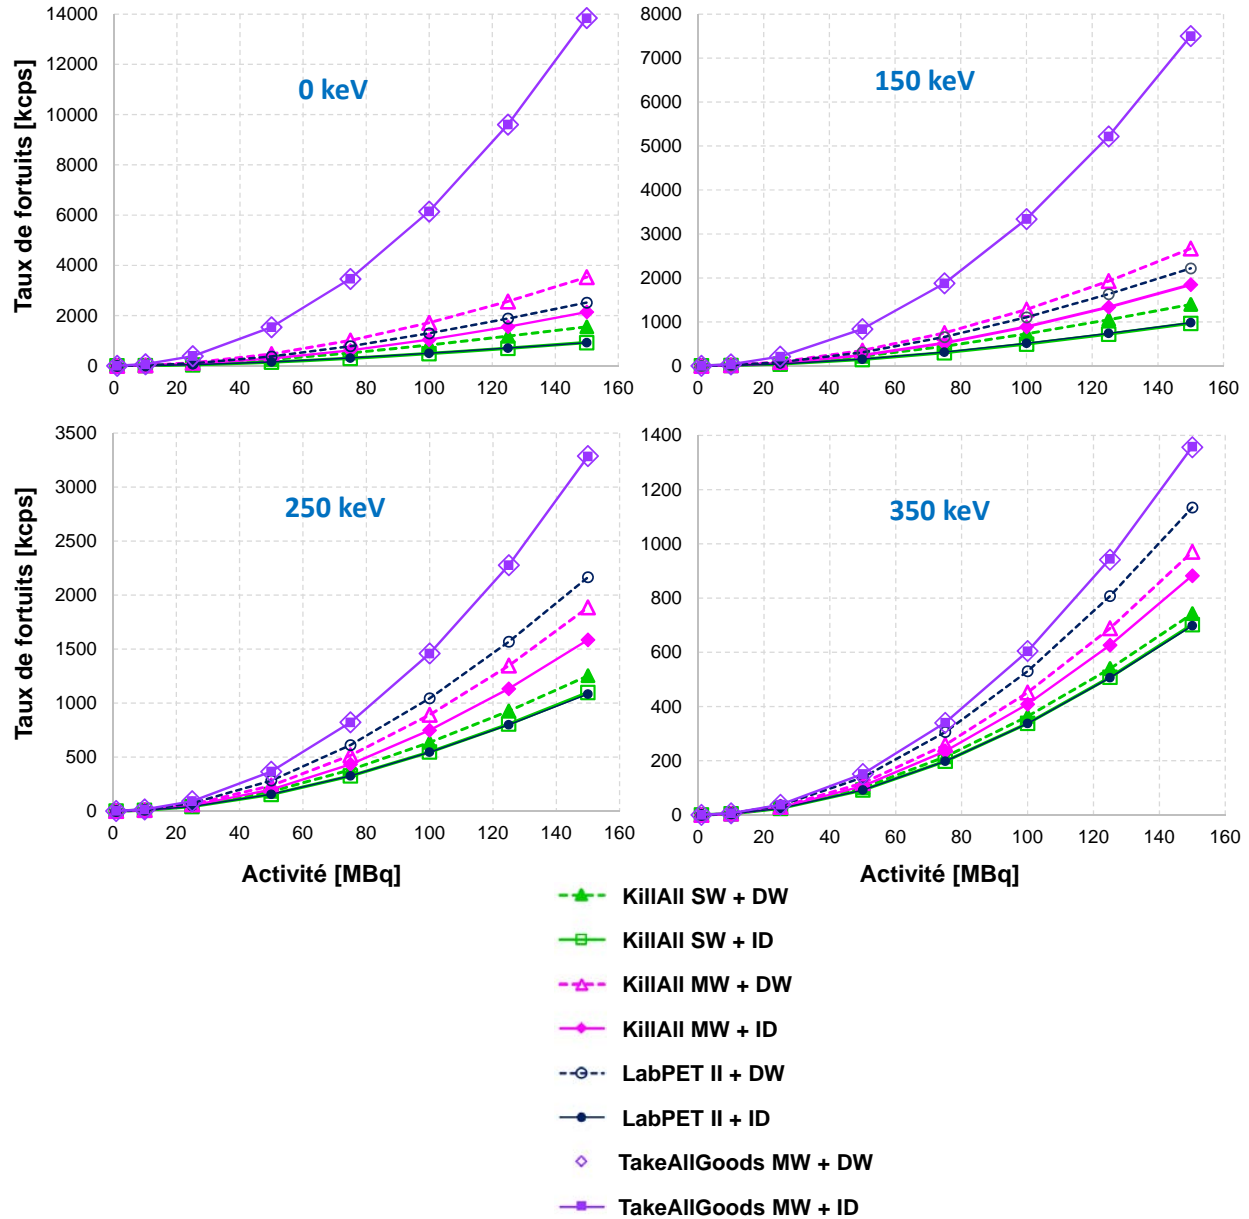 14000
12000
10000
8000
6000
4000
2000
0
Taux de fortuits [kcps]
0 keV
0 20 40 60 80 100 120 140 160
8000
7000
6000
5000
4000
3000
2000
1000
0
150 keV
0 20 40 60 80 100 120 140 160
3500
3000
2500
2000
1500
1000
500
0
Taux de fortuits [kcps]
250 keV
0 20 40 60 80 100 120 140 160
Activité [MBq]
1400
1200
1000
800
600
400
200
0
350 keV
0 20 40 60 80 100 120 140 160
Activité [MBq]
KillAll SW + DW
KillAll SW + ID
KillAll MW + DW
KillAll MW + ID
LabPET II + DW
LabPET II + ID
TakeAllGoods MW + DW
TakeAllGoods MW + ID